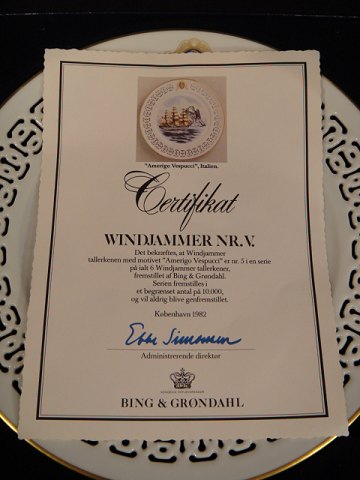 "Amerigo Vespucci", Italien.
Certifikat
WINDJAMMER NR.V.
Det bekræftes, at Windjammer
tallerkenen med motivet "Amerigo Vespucci" er nr. 5 i en serie
på ialt 6 Windjammer tallerkener,
fremstillet af Bing & Grøndahl.
Serien fremstilles i
et begrænset antal på 10.000,
og vil aldrig blive genfremstillet.
København 1982
Ebbe Simonsen
Administrerende direktør
BING & GRØNDAHL